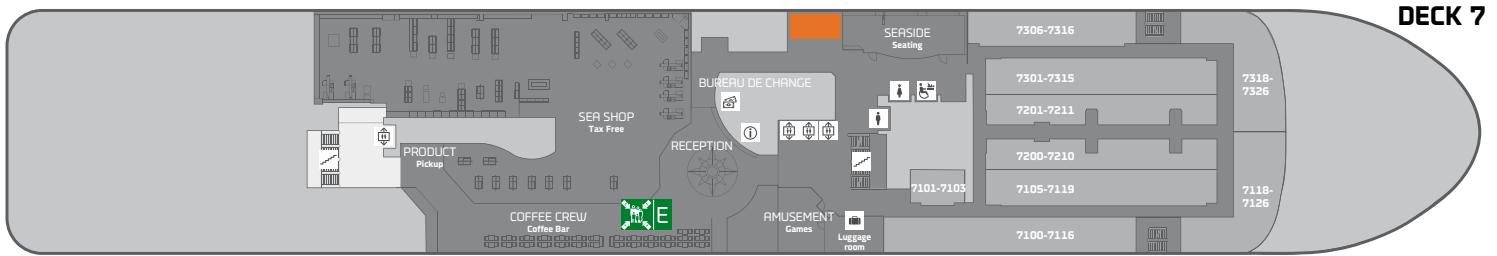 DECK 7
SEASIDE
Seating
7306-7316
BUREAU DE CHANGE
7301-7315
7318-
7326
7201-7211
SEA SHOP
Tax Free
PRODUCT
Pickup
RECEPTION
7200-7210
7101-7103
7105-7119
7118-
7126
COFFEE CREW
Coffee Bar
E
AMUSEMENT
Games
Luggage
room
7100-7116